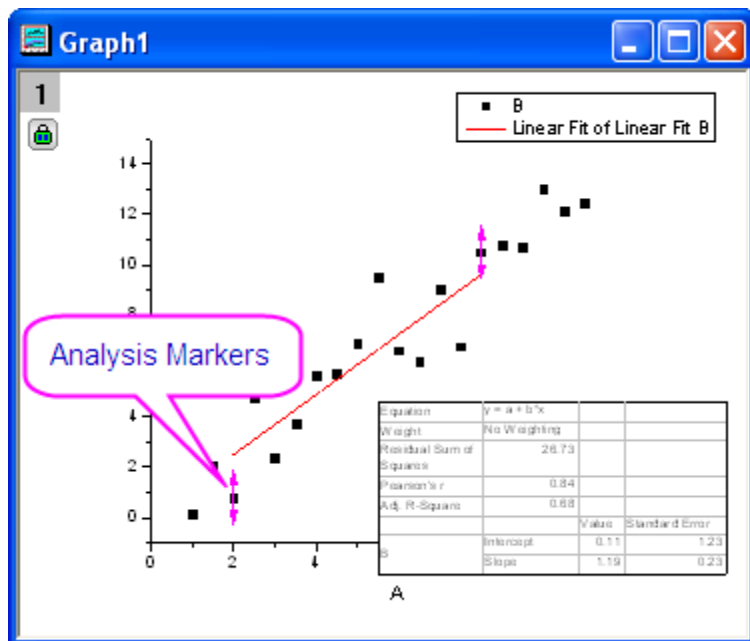 Graph1
1
B
Linear Fit of Linear Fit B
14
12
10
8
Analysis Markers
4
2
0
0
2
4
A
Equation y = a + b*x
Weight No Weighting
Residual Sum of Squares 26.73
Pearson's r 0.84
Adj. R-Square 0.68
Value Standard Error
B Intercept 0.11 1.23
Slope 1.19 0.23